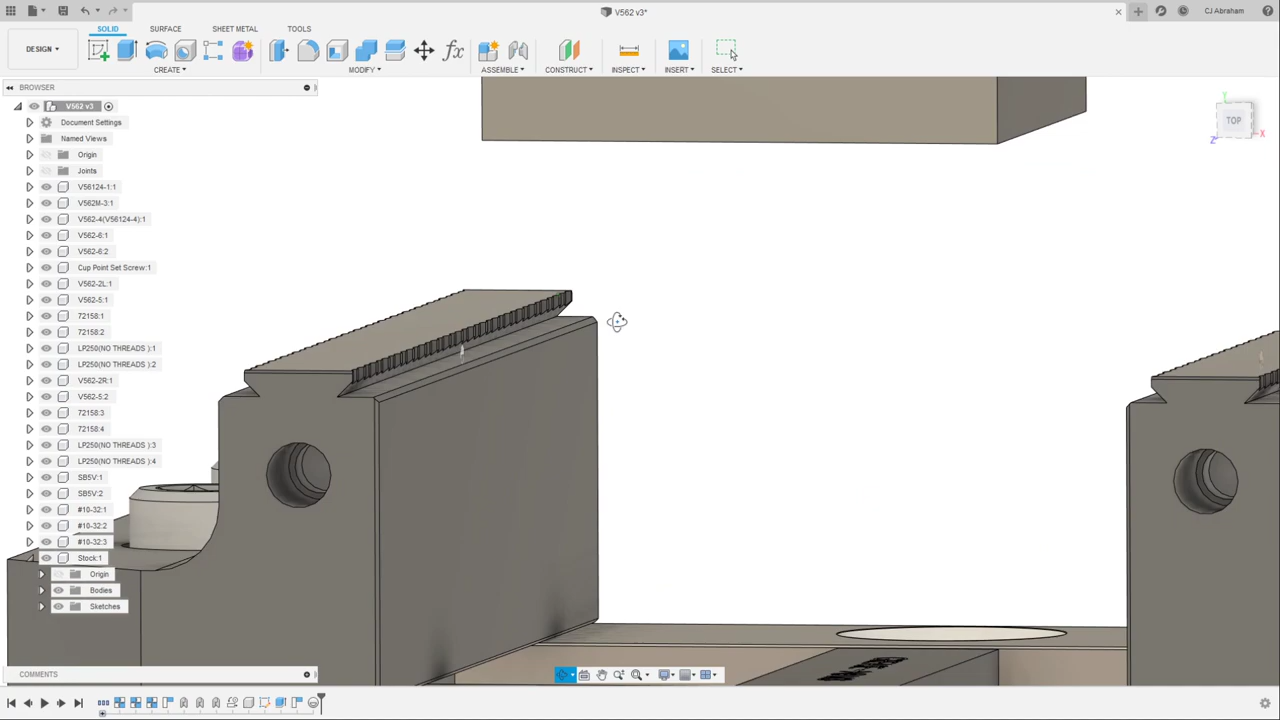 V562 v3*
CJ Abraham
DESIGN
SOLID
SURFACE
SHEET METAL
TOOLS
CREATE
MODIFY
ASSEMBLE
CONSTRUCT
INSPECT
INSERT
SELECT
BROWSER
V562 v3
Document Settings
Named Views
Origin
Joints
V56124-1:1
V562M-3:1
V562-4(V56124-4):1
V562-6:1
V562-6:2
Cup Point Set Screw:1
V562-2L:1
V562-5:1
72158:1
72158:2
LP250(NO THREADS ):1
LP250(NO THREADS ):2
V562-2R:1
V562-5:2
72158:3
72158:4
LP250(NO THREADS ):3
LP250(NO THREADS ):4
SB5V:1
SB5V:2
#10-32:1
#10-32:2
#10-32:3
Stock:1
Origin
Bodies
Sketches
TOP
Y
X
Z
COMMENTS